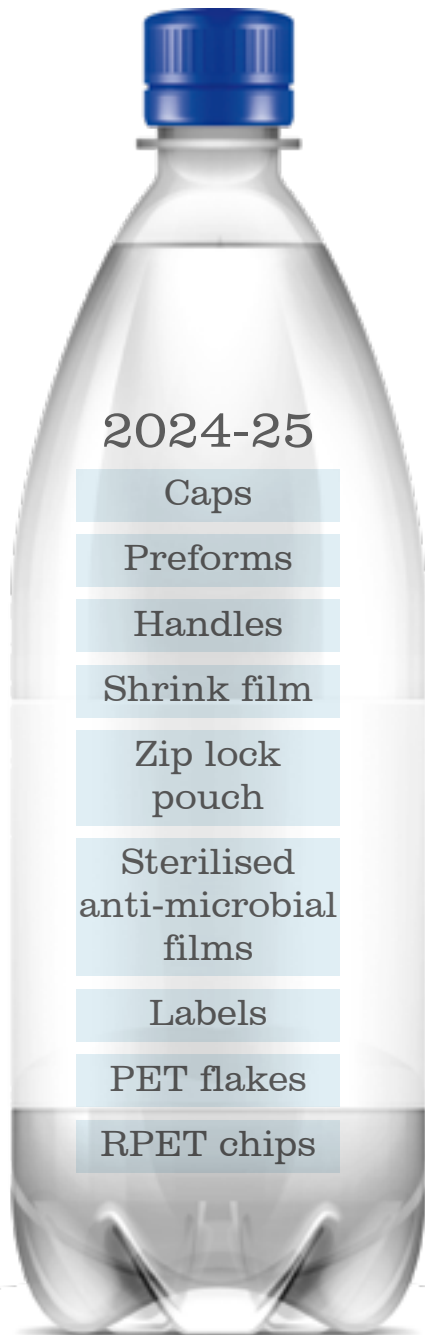 2024-25
Caps
Preforms
Handles
Shrink film
Zip lock
pouch
Sterilised
anti-microbial
films
Labels
PET flakes
RPET chips